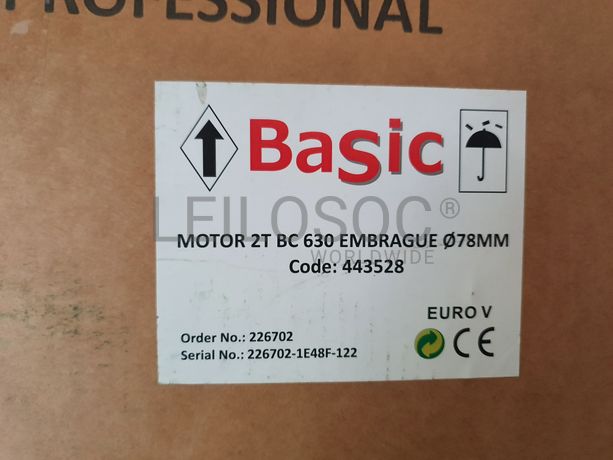 PROFESSIONAL
Basic
LEILOSOC
WORLDWIDE
MOTOR 2T BC 630 EMBRAGUE Ø78MM
Code: 443528
EURO V
Order No.: 226702
CE
Serial No.: 226702-1E48F-122